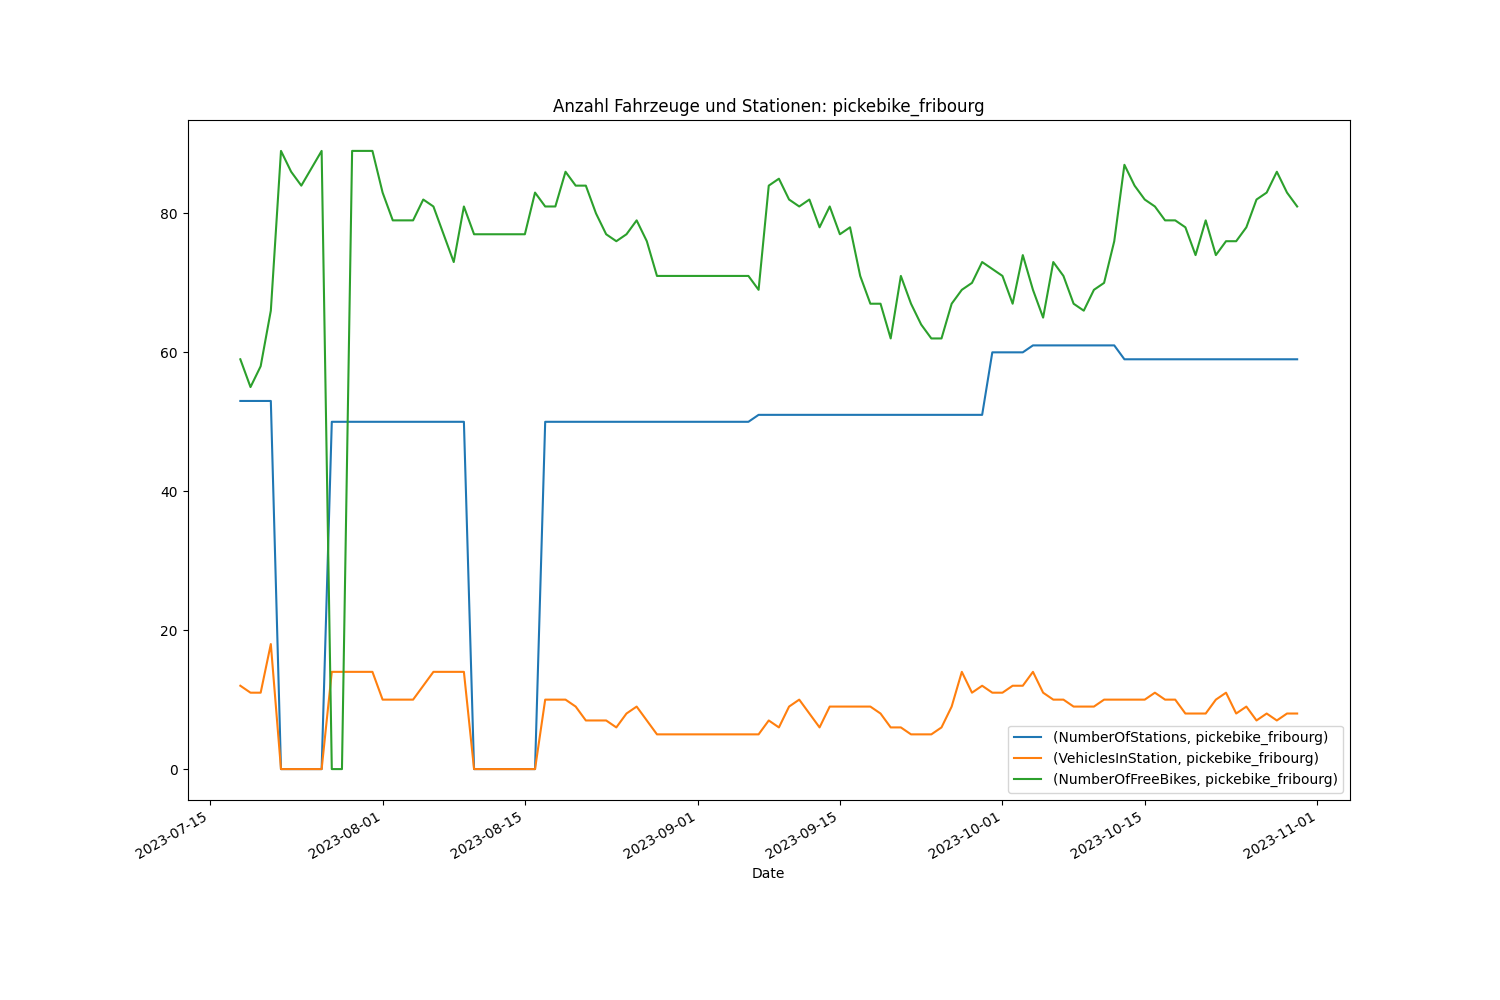 Anzahl Fahrzeuge und Stationen: pickebike_fribourg
80
60
40
20
0
(NumberOfStations, pickebike_fribourg)
(VehiclesInStation, pickebike_fribourg)
(NumberOfFreeBikes, pickebike_fribourg)
2023-07-15
2023-08-01
2023-08-15
2023-09-01
2023-09-15
2023-10-01
2023-10-15
2023-11-01
Date